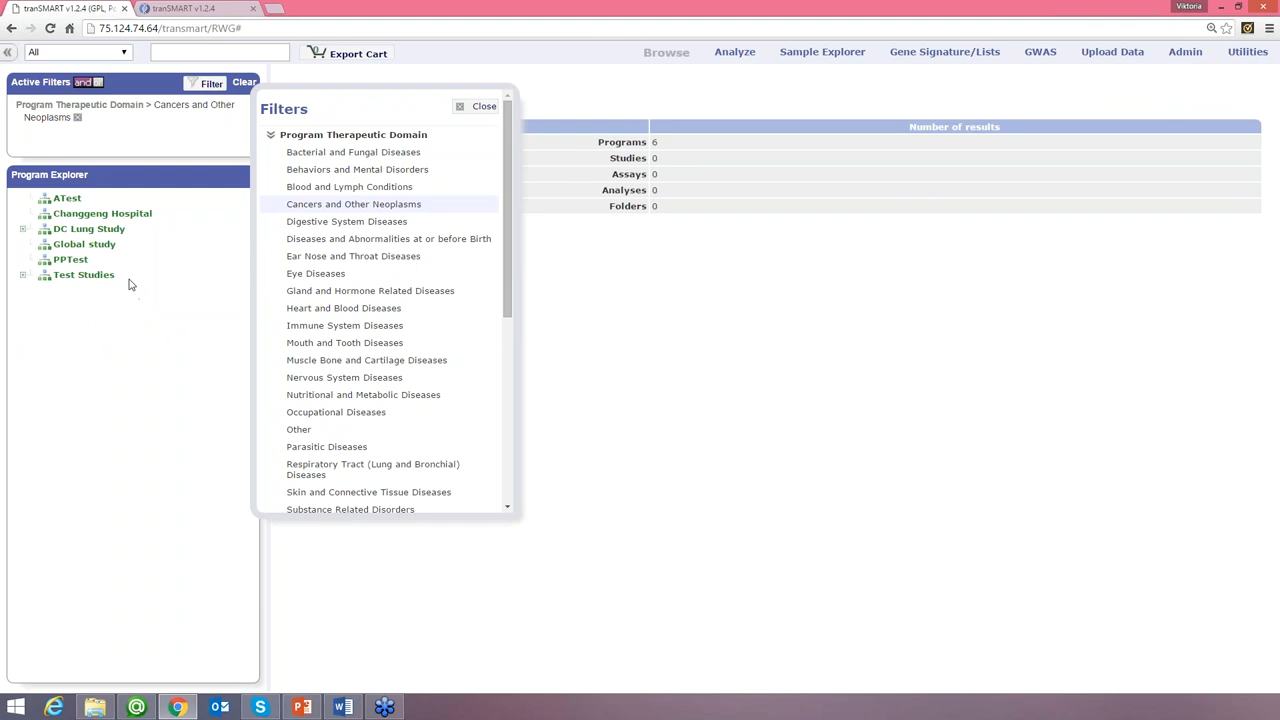 tranSMART v1.2.4 (GPL, Po
tranSMART v1.2.4
Viktoria
75.124.74.64/transmart/RWG#
All
Export Cart
Browse
Analyze
Sample Explorer
Gene Signature/Lists
GWAS
Upload Data
Admin
Utilities
Active Filters
and
or
Filter
Clear
Program Therapeutic Domain > Cancers and Other
Neoplasms
Program Explorer
ATest
Changgeng Hospital
DC Lung Study
Global study
PPTest
Test Studies
Filters
Close
Program Therapeutic Domain
Bacterial and Fungal Diseases
Behaviors and Mental Disorders
Blood and Lymph Conditions
Cancers and Other Neoplasms
Digestive System Diseases
Diseases and Abnormalities at or before Birth
Ear Nose and Throat Diseases
Eye Diseases
Gland and Hormone Related Diseases
Heart and Blood Diseases
Immune System Diseases
Mouth and Tooth Diseases
Muscle Bone and Cartilage Diseases
Nervous System Diseases
Nutritional and Metabolic Diseases
Occupational Diseases
Other
Parasitic Diseases
Respiratory Tract (Lung and Bronchial)
Diseases
Skin and Connective Tissue Diseases
Substance Related Disorders
Number of results
Programs 6
Studies 0
Assays 0
Analyses 0
Folders 0